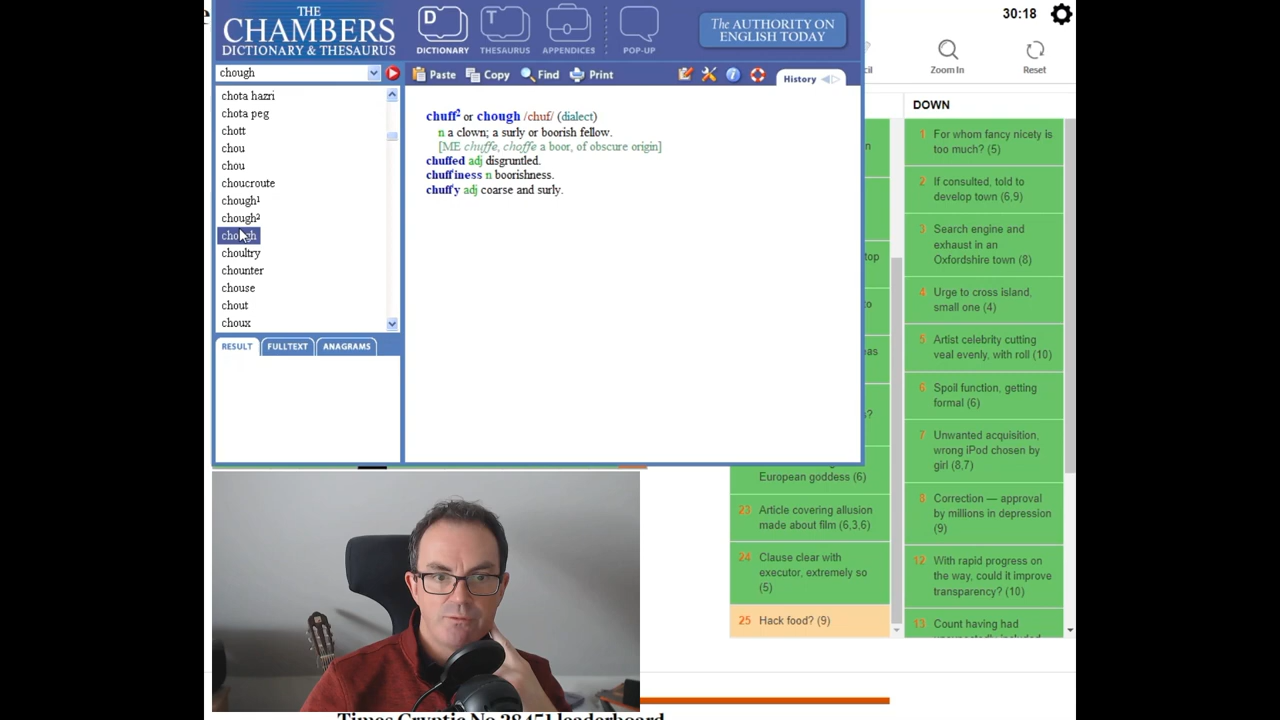 THE
CHAMBERS
DICTIONARY & THESAURUS
D
DICTIONARY
T
THESAURUS
APPENDICES
POP-UP
The AUTHORITY ON
ENGLISH TODAY
30:18
Zoom In
Reset
chough
Paste
Copy
Find
Print
History
chota hazri
chota peg
chott
chou
chou
choucroute
chough¹
chough²
chough
choultry
chounter
chouse
chout
choux
RESULT
FULLTEXT
ANAGRAMS
chuff² or chough /chuf/ (dialect)
n a clown; a surly or boorish fellow.
[ME chuffe, choffe a boor, of obscure origin]
chuffed adj disgruntled.
chuffiness n boorishness.
chuffy adj coarse and surly.
European goddess (6)
23 Article covering allusion
made about film (6,3,6)
24 Clause clear with
executor, extremely so
(5)
25 Hack food? (9)
DOWN
1 For whom fancy nicety is
too much? (5)
2 If consulted, told to
develop town (6,9)
3 Search engine and
exhaust in an
Oxfordshire town (8)
4 Urge to cross island,
small one (4)
5 Artist celebrity cutting
veal evenly, with roll (10)
6 Spoil function, getting
formal (6)
7 Unwanted acquisition,
wrong iPod chosen by
girl (8,7)
8 Correction — approval
by millions in depression
(9)
12 With rapid progress on
the way, could it improve
transparency? (10)
13 Count having had
Times Cryptic No 28451 leaderboard